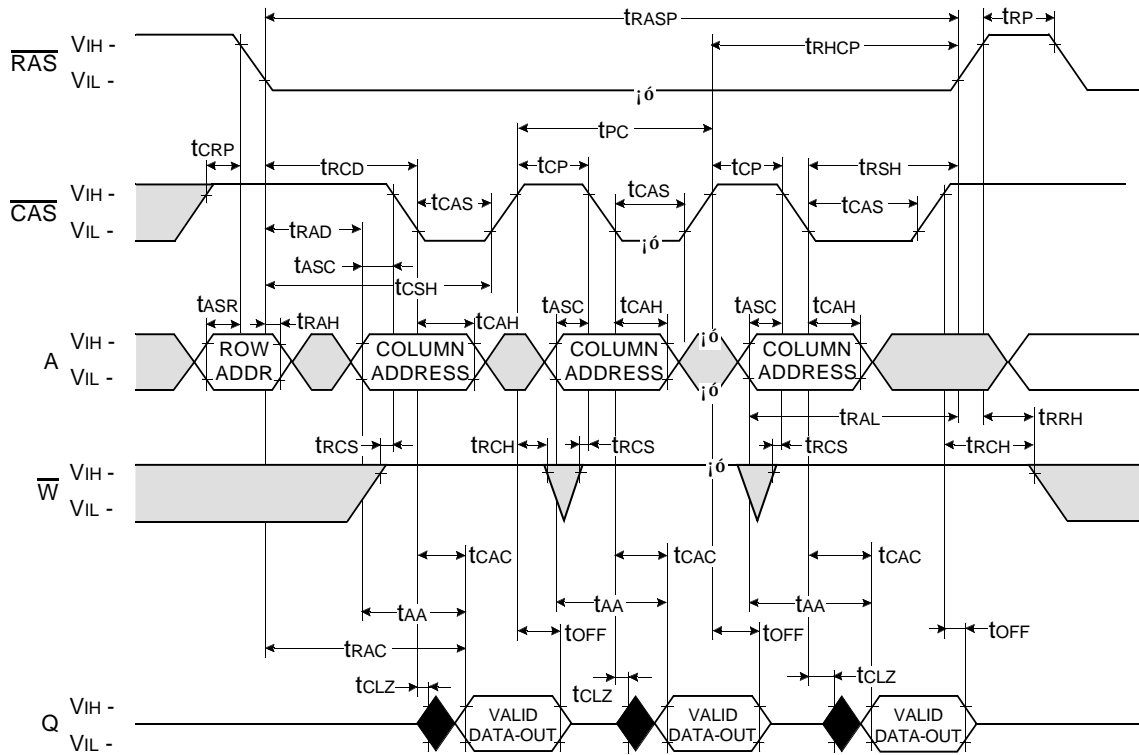 tRASP
tRP
tRHCP
RAS
VIH -
VIL -
¡ó
tCRP
tRCD
tPC
tCP
tCP
tRSH
CAS
VIH -
VIL -
tCAS
tCAS
tCAS
¡ó
tRAD
tASC
tCSH
tASR
tRAH
tCAH
tASC
tCAH
tASC
tCAH
A
VIH -
VIL -
ROW
ADDR
COLUMN
ADDRESS
COLUMN
ADDRESS
¡ó
¡ó
COLUMN
ADDRESS
tRAL
tRRH
tRCS
tRCH
tRCS
tRCS
tRCH
W
VIH -
VIL -
¡ó
tCAC
tCAC
tCAC
tAA
tAA
tAA
tOFF
tOFF
tOFF
tRAC
tCLZ
tCLZ
tCLZ
Q
VIH -
VIL -
VALID
DATA-OUT
VALID
DATA-OUT
VALID
DATA-OUT